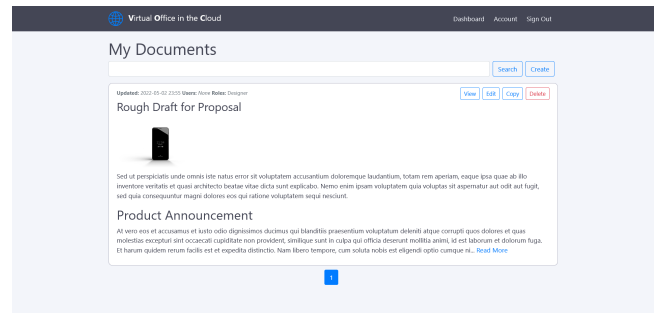 Virtual Office in the Cloud
Dashboard Account Sign Out
My Documents
Search Create
Updated: 2022-05-02 23:55 Users: None Roles: Designer
View Edit Copy Delete
Rough Draft for Proposal
Sed ut perspiciatis unde omnis iste natus error sit voluptatem accusantium doloremque laudantium, totam rem aperiam, eaque ipsa quae ab illo
inventore veritatis et quasi architecto beatae vitae dicta sunt explicabo. Nemo enim ipsam voluptatem quia voluptas sit aspernatur aut odit aut fugit,
sed quia consequuntur magni dolores eos qui ratione voluptatem sequi nesciunt.
Product Announcement
At vero eos et accusamus et iusto odio dignissimos ducimus qui blanditiis praesentium voluptatum deleniti atque corrupti quos dolores et quas
molestias excepturi sint occaecati cupiditate non provident, similique sunt in culpa qui officia deserunt mollitia animi, id est laborum et dolorum fuga.
Et harum quidem rerum facilis est et expedita distinctio. Nam libero tempore, cum soluta nobis est eligendi optio cumque ni... Read More
1